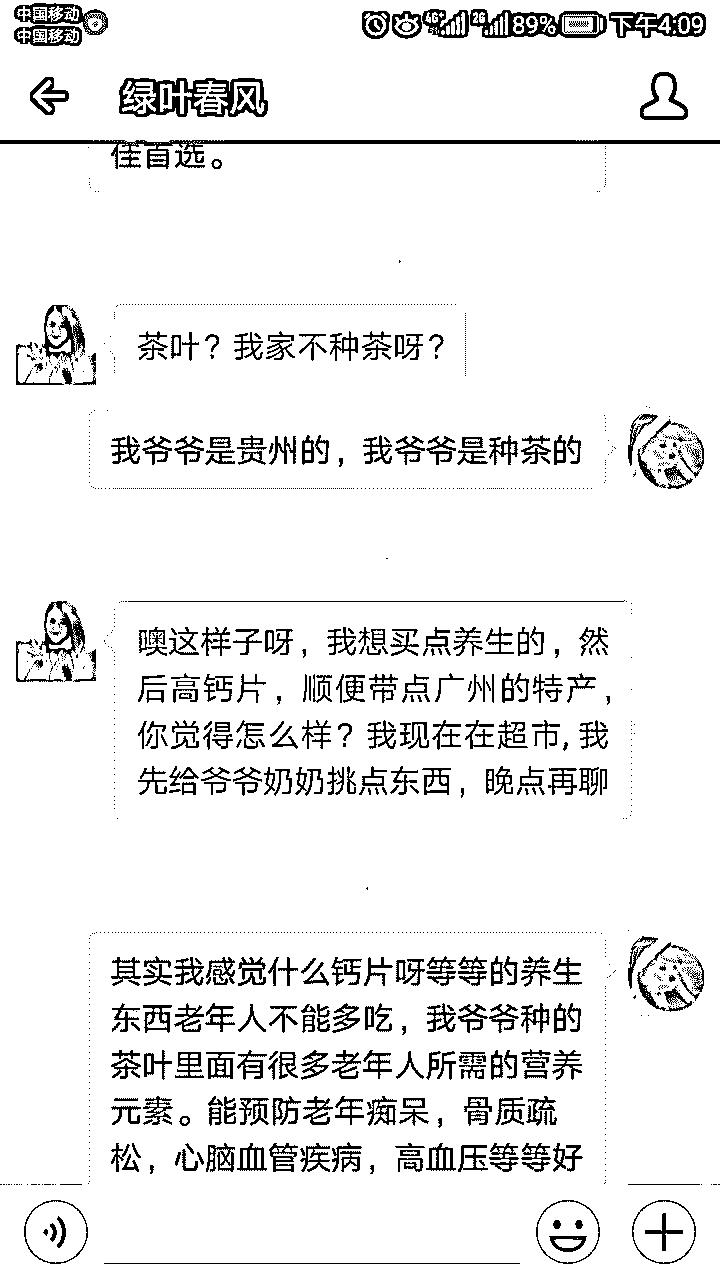 中国移动
中国移动
4G 2G 89% 下午4:09
绿叶春风
佳首选。
茶叶？我家不种茶呀？
我爷爷是贵州的，我爷爷是种茶的
噢这样子呀，我想买点养生的，然
后高钙片，顺便带点广州的特产，
你觉得怎么样？我现在在超市,我
先给爷爷奶奶挑点东西，晚点再聊
其实我感觉什么钙片呀等等的养生
东西老年人不能多吃，我爷爷种的
茶叶里面有很多老年人所需的营养
元素。能预防老年痴呆，骨质疏
松，心脑血管疾病，高血压等等好